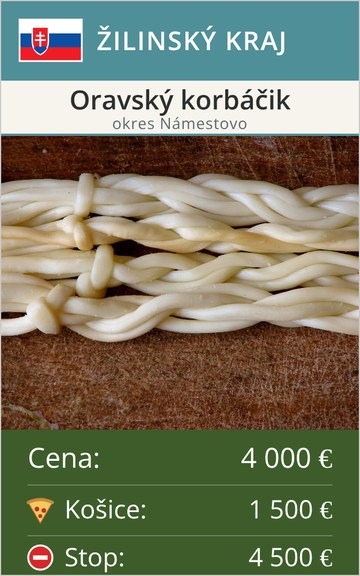 ŽILINSKÝ KRAJ
Oravský korbáčik
okres Námestovo
Cena: 4 000 €
Košice: 1 500 €
Stop: 4 500 €